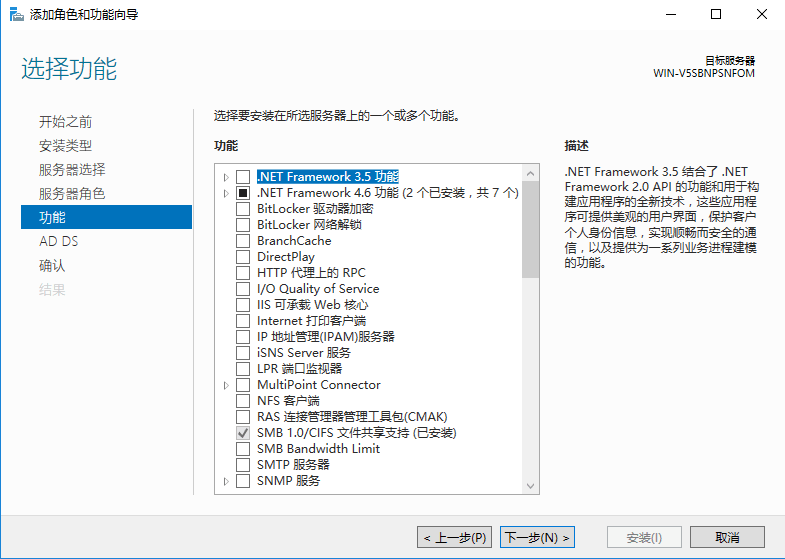 添加角色和功能向导
选择功能
目标服务器
WIN-V5SBNPSNFOM
开始之前
安装类型
服务器选择
服务器角色
功能
AD DS
确认
结果
选择要安装在所选服务器上的一个或多个功能。
功能
.NET Framework 3.5 功能
.NET Framework 4.6 功能 (2 个已安装，共 7 个)
BitLocker 驱动器加密
BitLocker 网络解锁
BranchCache
DirectPlay
HTTP 代理上的 RPC
I/O Quality of Service
IIS 可承载 Web 核心
Internet 打印客户端
IP 地址管理(IPAM)服务器
iSNS Server 服务
LPR 端口监视器
MultiPoint Connector
NFS 客户端
RAS 连接管理器管理工具包(CMAK)
SMB 1.0/CIFS 文件共享支持 (已安装)
SMB Bandwidth Limit
SMTP 服务器
SNMP 服务
描述
.NET Framework 3.5 结合了 .NET
Framework 2.0 API 的功能和用于构
建应用程序的全新技术，这些应用程
序可提供美观的用户界面，保护客户
个人身份信息，实现顺畅而安全的通
信，以及提供为一系列业务进程建模
的功能。
< 上一步(P)
下一步(N) >
安装(I)
取消